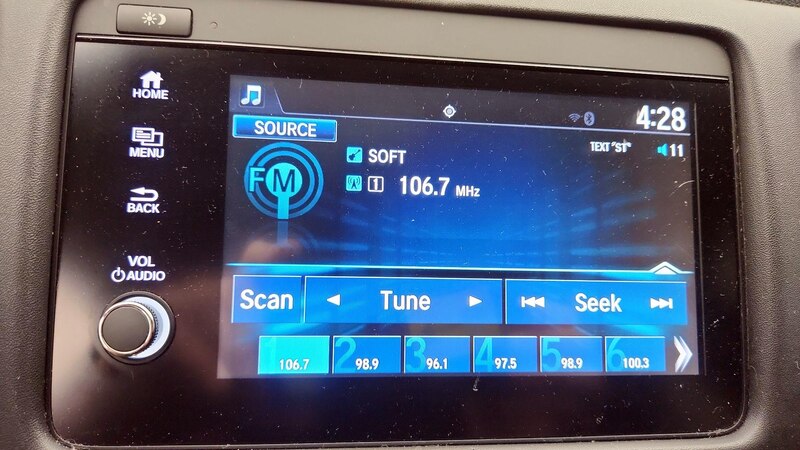 HOME
MENU
BACK
VOL
AUDIO
4:28
SOURCE
TEXT "ST"
11
FM
SOFT
1 106.7 MHz
Scan
Tune
Seek
1 106.7
2 98.9
3 96.1
4 97.5
5 98.9
6 100.3